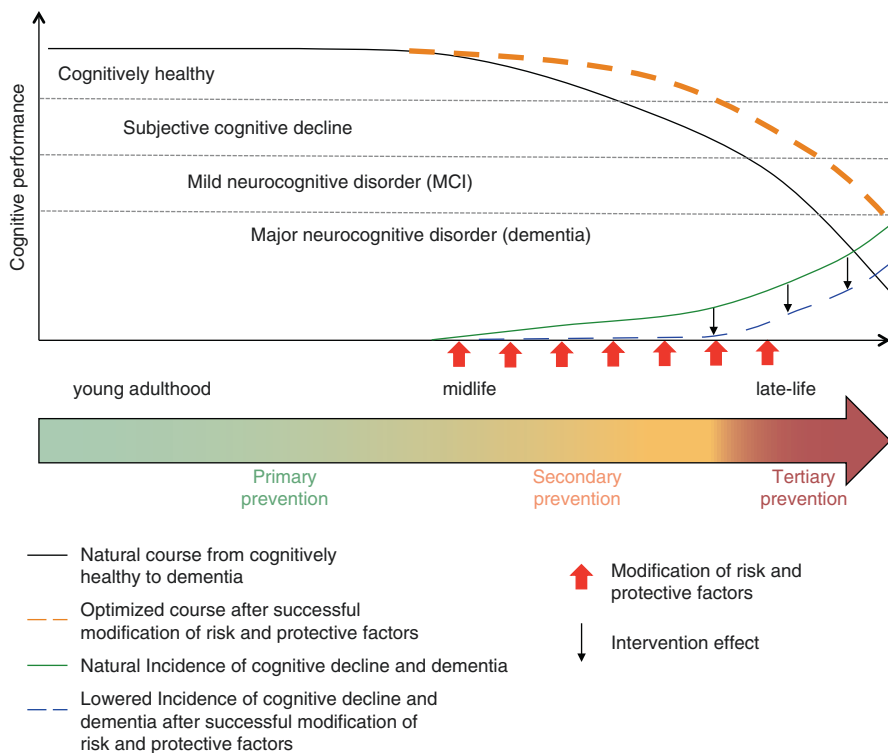 Cognitive performance
Cognitively healthy
Subjective cognitive decline
Mild neurocognitive disorder (MCI)
Major neurocognitive disorder (dementia)
young adulthood
midlife
late-life
Primary
prevention
Secondary
prevention
Tertiary
prevention
Natural course from cognitively
healthy to dementia
Optimized course after successful
modification of risk and protective factors
Natural Incidence of cognitive decline and dementia
Lowered Incidence of cognitive decline and
dementia after successful modification of
risk and protective factors
Modification of risk and
protective factors
Intervention effect